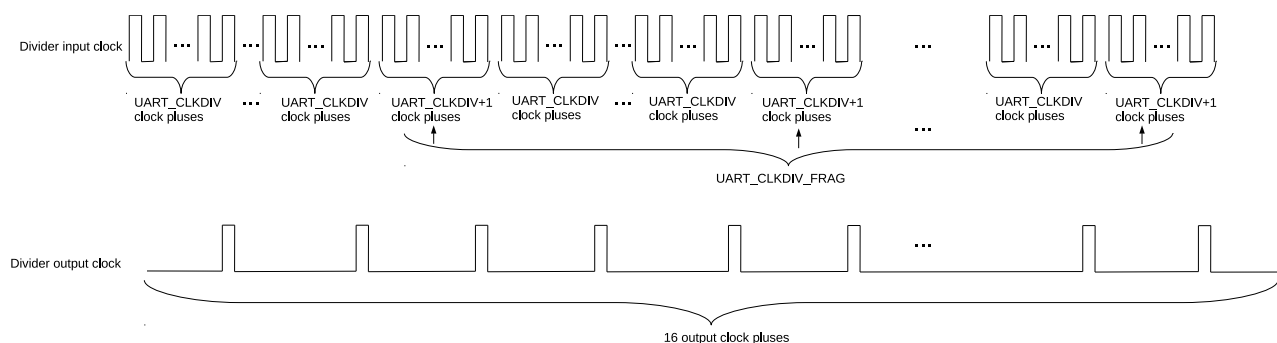 Divider input clock
UART_CLKDIV
clock pluses
...
UART_CLKDIV
clock pluses
UART_CLKDIV+1
clock pluses
UART_CLKDIV
clock pluses
...
UART_CLKDIV
clock pluses
UART_CLKDIV+1
clock pluses
...
UART_CLKDIV
clock pluses
UART_CLKDIV+1
clock pluses
UART_CLKDIV_FRAG
Divider output clock
...
16 output clock pluses